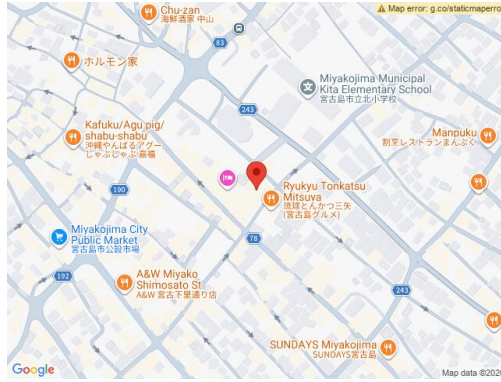 Chu-zan
海鮮酒家 中山
Map error: g.co/staticmaperro
83
ホルモン家
Miyakojima Municipal
Kita Elementary School
宮古島市立北小学校
243
Kafuku/Agu pig/
shabu-shabu
沖縄やんばるアグー
しゃぶしゃぶ 嘉福
Manpuku
割烹レストランまんぷく
190
Ryukyu Tonkatsu
Mitsuya
琉球とんかつ三矢
(宮古島グルメ)
Miyakojima City
Public Market
宮古島市公設市場
78
192
A&W Miyako
Shimosato St
A&W 宮古下里通り店
243
SUNDAYS Miyakojima
SUNDAYS宮古島
Google
Map data ©2026